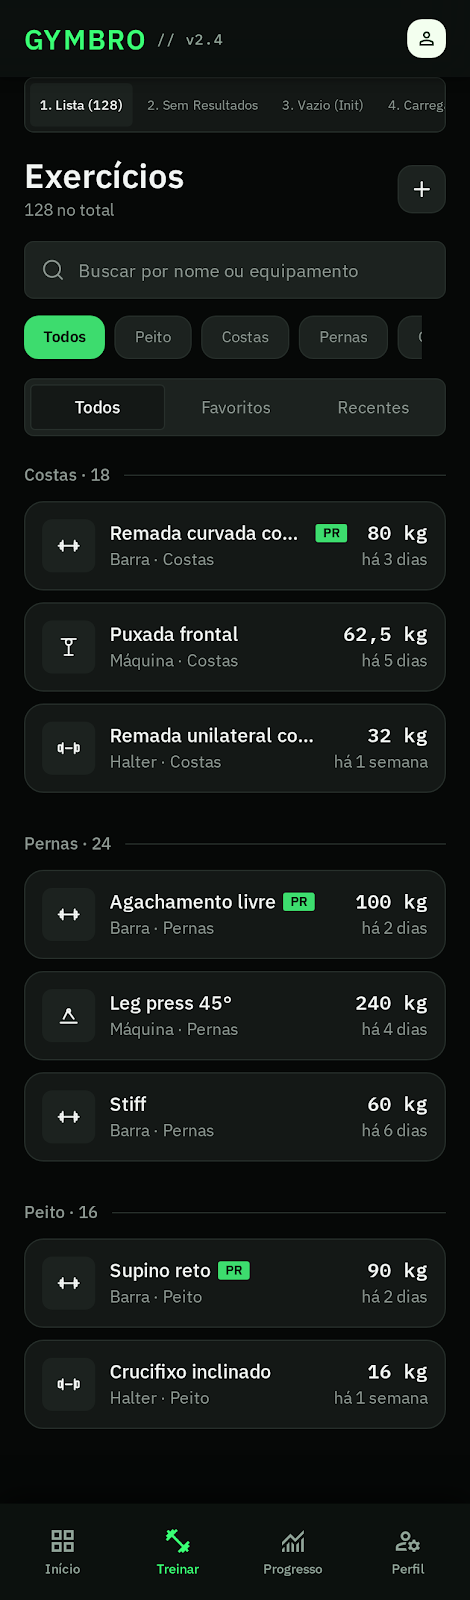 GYMBRO // v2.4
1. Lista (128) 2. Sem Resultados 3. Vazio (Init) 4. Carreg
Exercícios
128 no total
Buscar por nome ou equipamento
Todos Peito Costas Pernas
Todos Favoritos Recentes
Costas · 18
Remada curvada co... PR 80 kg
Barra · Costas há 3 dias
Puxada frontal 62,5 kg
Máquina · Costas há 5 dias
Remada unilateral co... 32 kg
Halter · Costas há 1 semana
Pernas · 24
Agachamento livre PR 100 kg
Barra · Pernas há 2 dias
Leg press 45° 240 kg
Máquina · Pernas há 4 dias
Stiff 60 kg
Barra · Pernas há 6 dias
Peito · 16
Supino reto PR 90 kg
Barra · Peito há 2 dias
Crucifixo inclinado 16 kg
Halter · Peito há 1 semana
Início Treinar Progresso Perfil